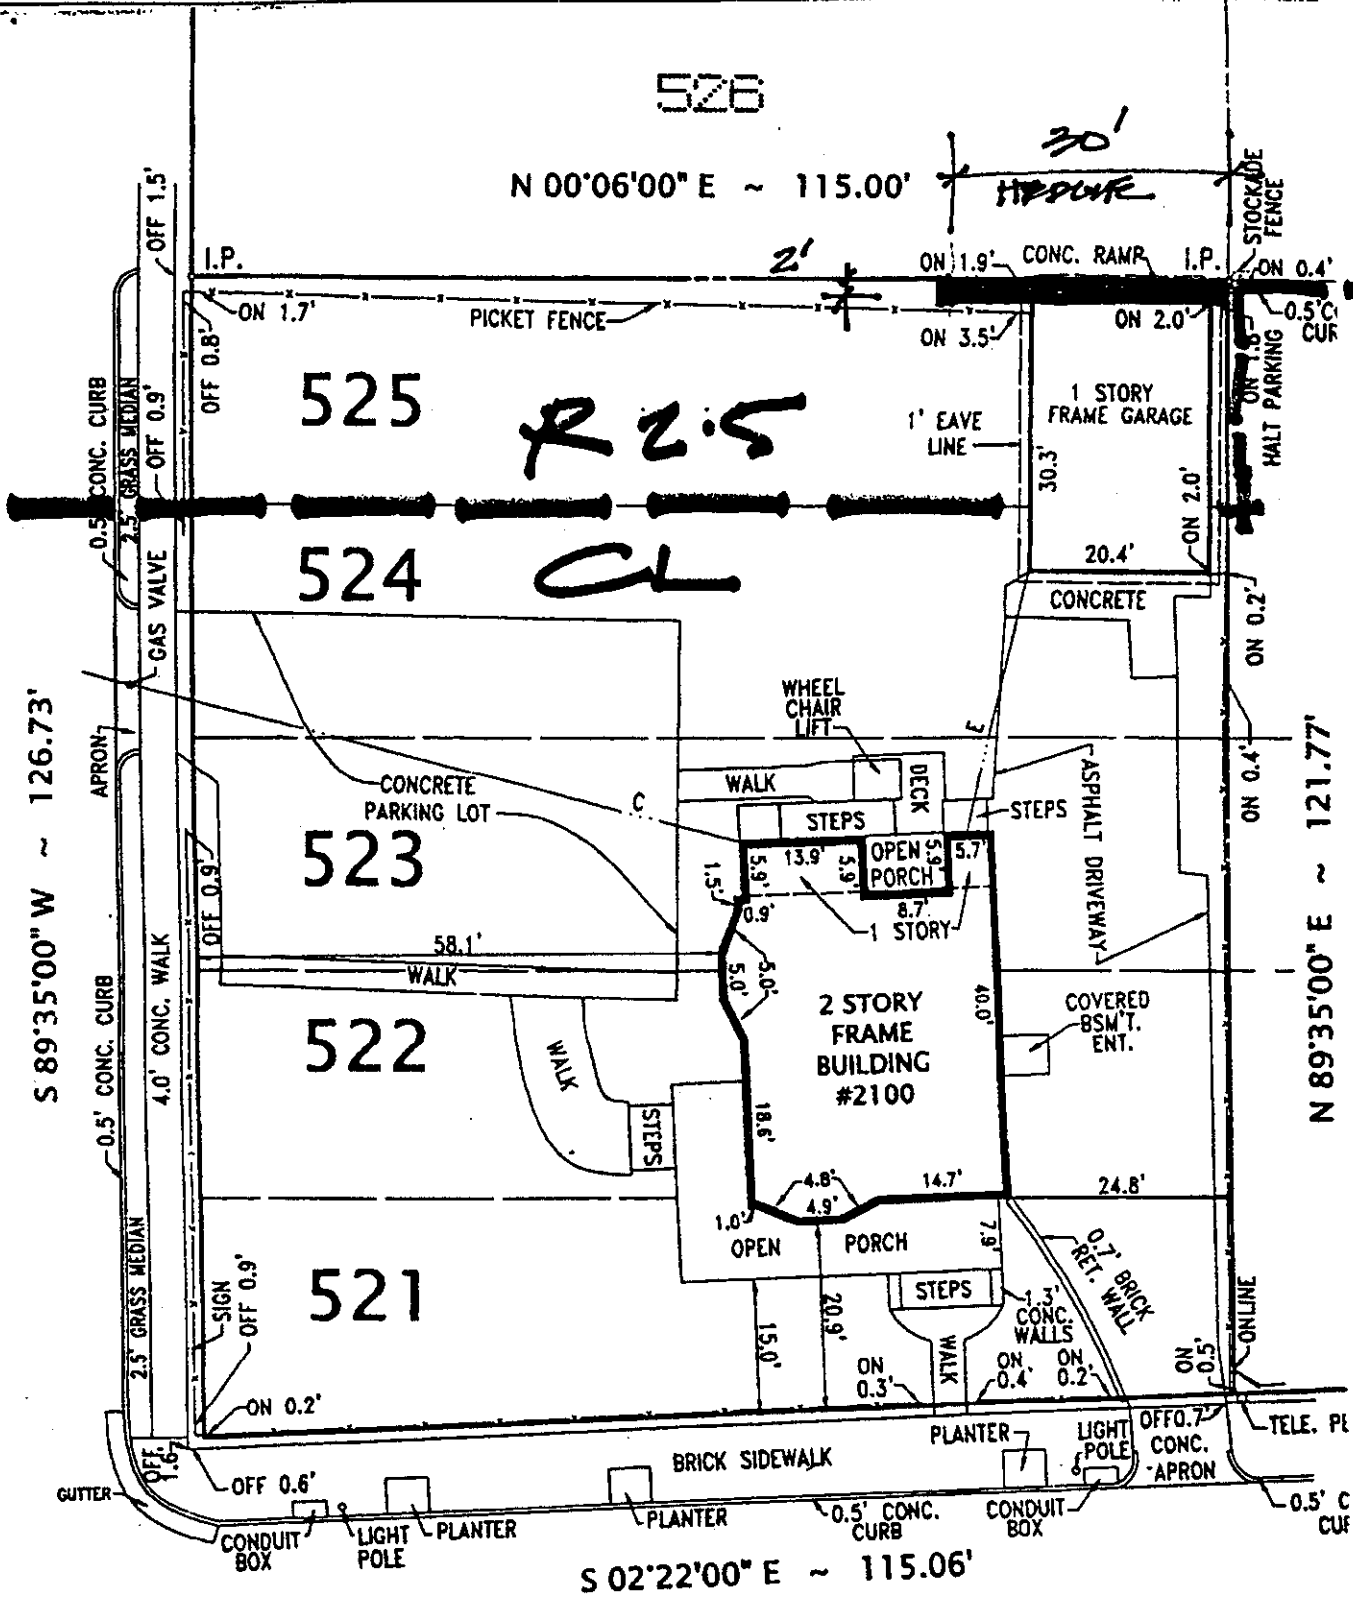 526
30'
N 00°06'00" E ~ 115.00'
STOCKADE
FENCE
OFF 1.5'
I.P.
2'
ON 1.9'
CONC. RAMP
I.P.
ON 0.4'
ON 1.7'
PICKET FENCE
ON 3.5'
ON 2.0'
0.5' C
CUR
OFF 0.8'
0.5' CONC. CURB
2.5' GRASS MEDIAN
OFF 0.9'
525
R 2.5
1' EAVE
LINE
1 STORY
FRAME GARAGE
30.3'
ON 1.8'
HALT PARKING
ON 2.0'
524
CL
20.4'
CONCRETE
ON 0.2'
GAS VALVE
S 89°35'00" W ~ 126.73'
APRON
WHEEL
CHAIR
LIFT
E
CONCRETE
PARKING LOT
C
WALK
DECK
STEPS
STEPS
ASPHALT DRIVEWAY
ON 0.4'
N 89°35'00" E ~ 121.77'
523
1.5'
5.9'
13.9'
5.9'
OPEN
PORCH
5.9'
5.7'
OFF 0.9'
0.9'
8.7'
1 STORY
58.1'
WALK
5.0'
5.0'
40.0'
0.5' CONC. CURB
4.0' CONC. WALK
522
WALK
2 STORY
FRAME
BUILDING
#2100
COVERED
BSM'T.
ENT.
STEPS
18.6'
4.8'
14.7'
24.8'
4.9'
1.0'
OPEN PORCH
7.9'
0.7' BRICK
RET. WALL
2.5' GRASS MEDIAN
SIGN
OFF 0.9'
521
STEPS
1.3'
CONC.
WALLS
15.0'
20.9'
WALK
ON
0.3'
ON
0.4'
ON
0.2'
ON
0.5'
ONLINE
ON 0.2'
OFF
1.6'
OFF 0.6'
BRICK SIDEWALK
PLANTER
LIGHT
POLE
OFF 0.7'
CONC.
APRON
TELE. P
GUTTER
CONDUIT
BOX
LIGHT
POLE
PLANTER
PLANTER
0.5' CONC.
CURB
CONDUIT
BOX
0.5' C
CUR
S 02°22'00" E ~ 115.06'